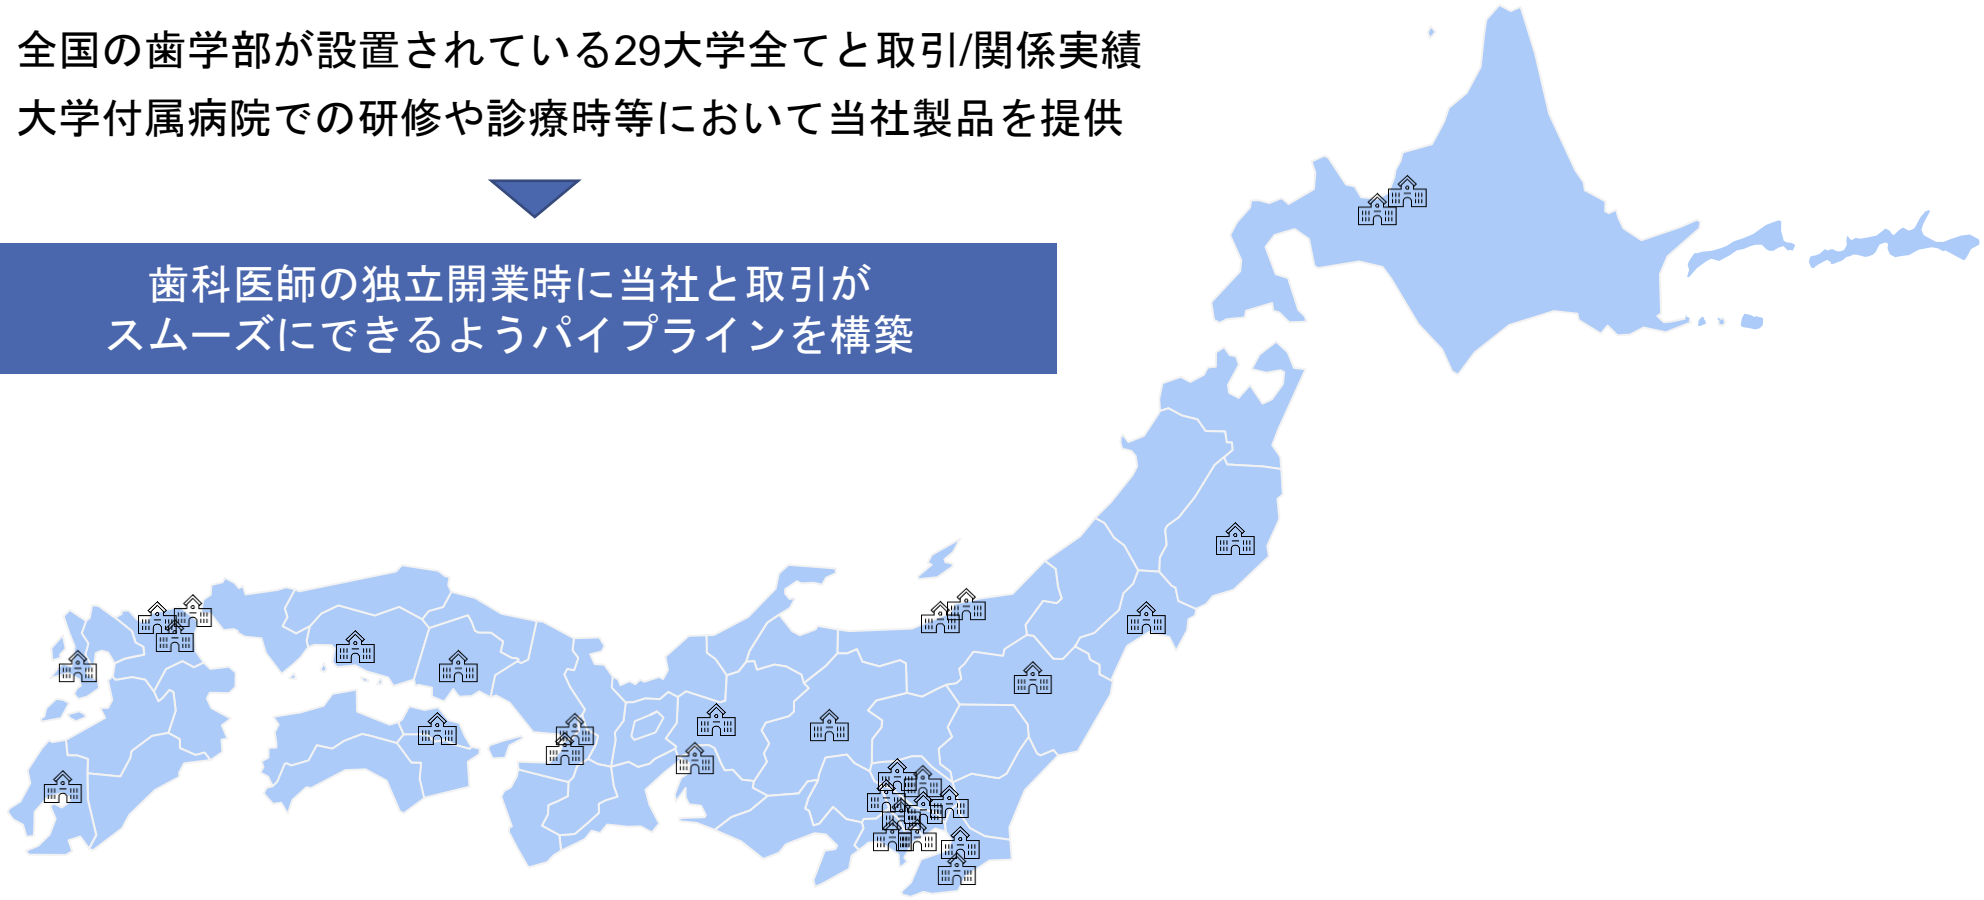 全国の歯学部が設置されている29大学全てと取引/関係実績
大学付属病院での研修や診療時等において当社製品を提供
歯科医師の独立開業時に当社と取引が
スムーズにできるようパイプラインを構築